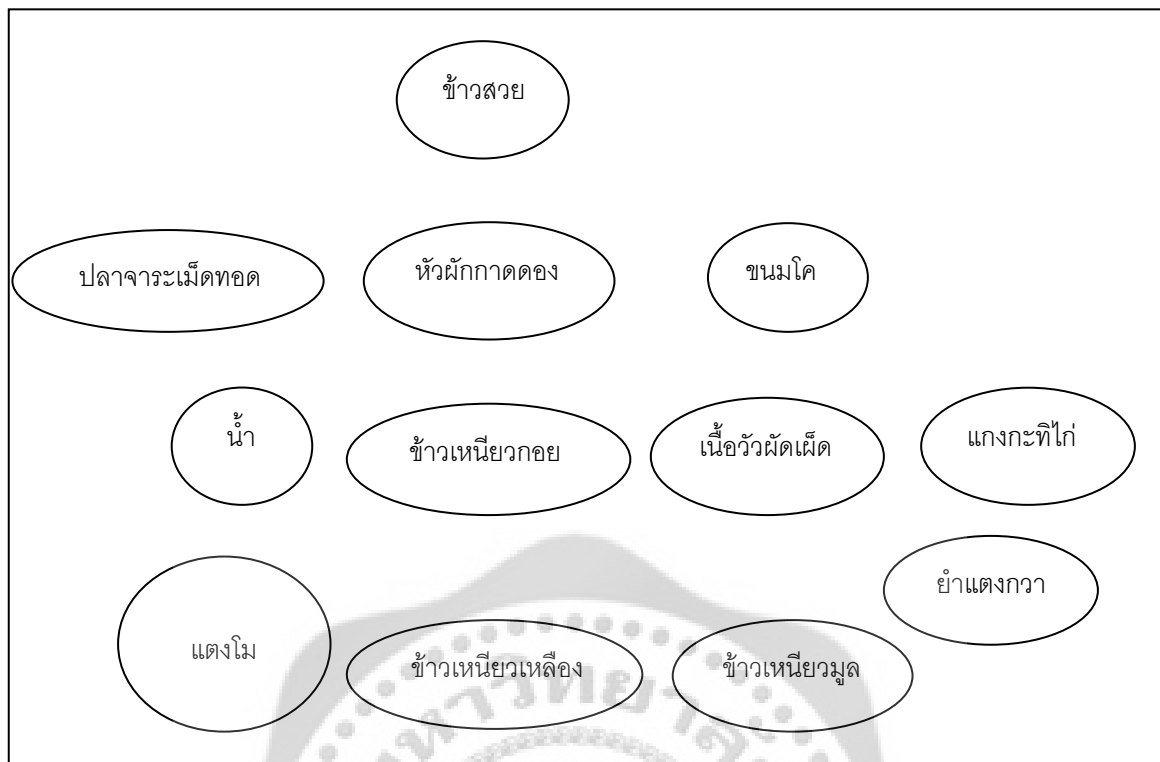 ข้าวสวย
ปลาจาระเม็ดทอด
หัวผักกาดดอง
ขนมโค
น้ำ
ข้าวเหนียวกอย
เนื้อวัวผัดเผ็ด
แกงกะทิไก่
ยำแตงกวา
แตงโม
ข้าวเหนียวเหลือง
ข้าวเหนียวมูล